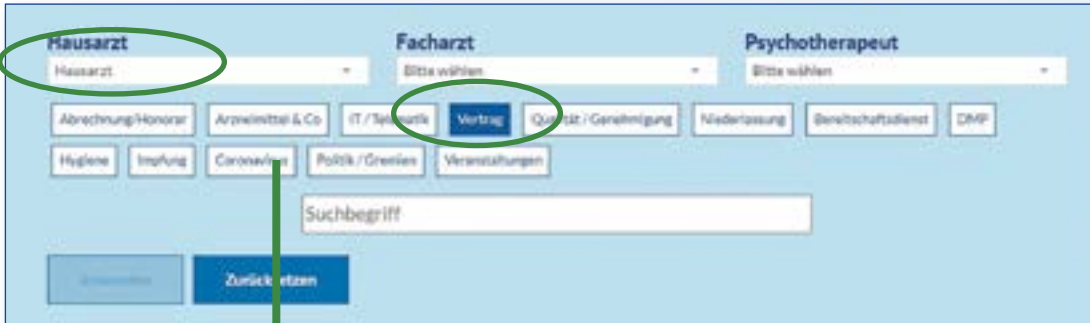 Hausarzt Facharzt Psychotherapeut
Hausarzt Bitte wählen Bitte wählen
Abrechnung/Honorar Arzneimittel & Co IT / Telematik Vertrag Qualität / Genehmigung Niederlassung Bereitschaftsdienst DMP
Hygiene Impfung Coronavirus Politik / Gremien Veranstaltungen
Suchbegriff
Zurücksetzen